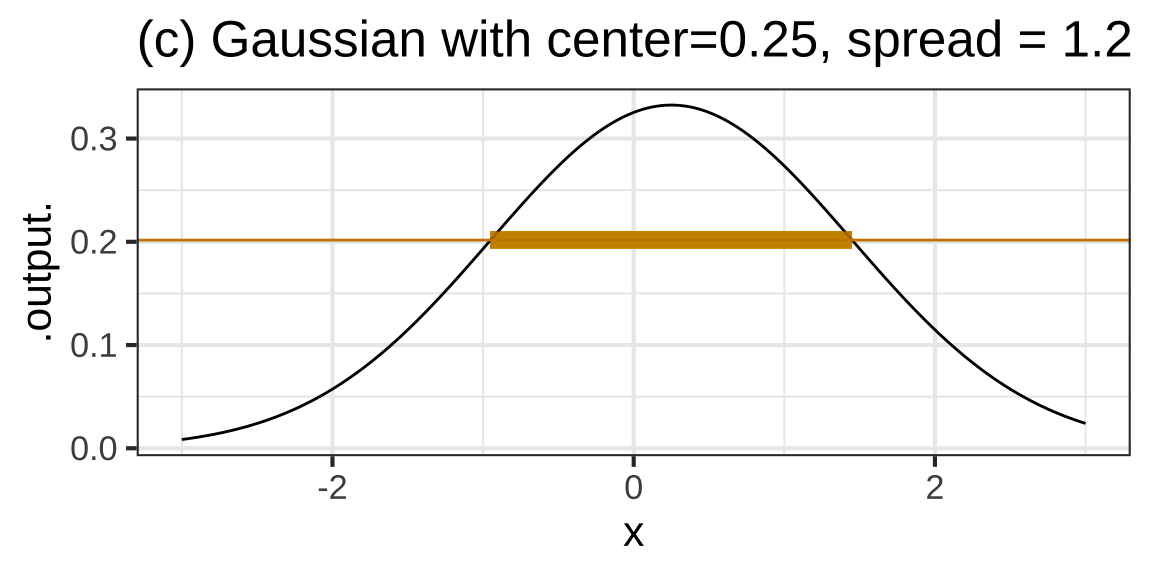 (c) Gaussian with center=0.25, spread = 1.2
.output.
0.3
0.2
0.1
0.0
-2 0 2
x